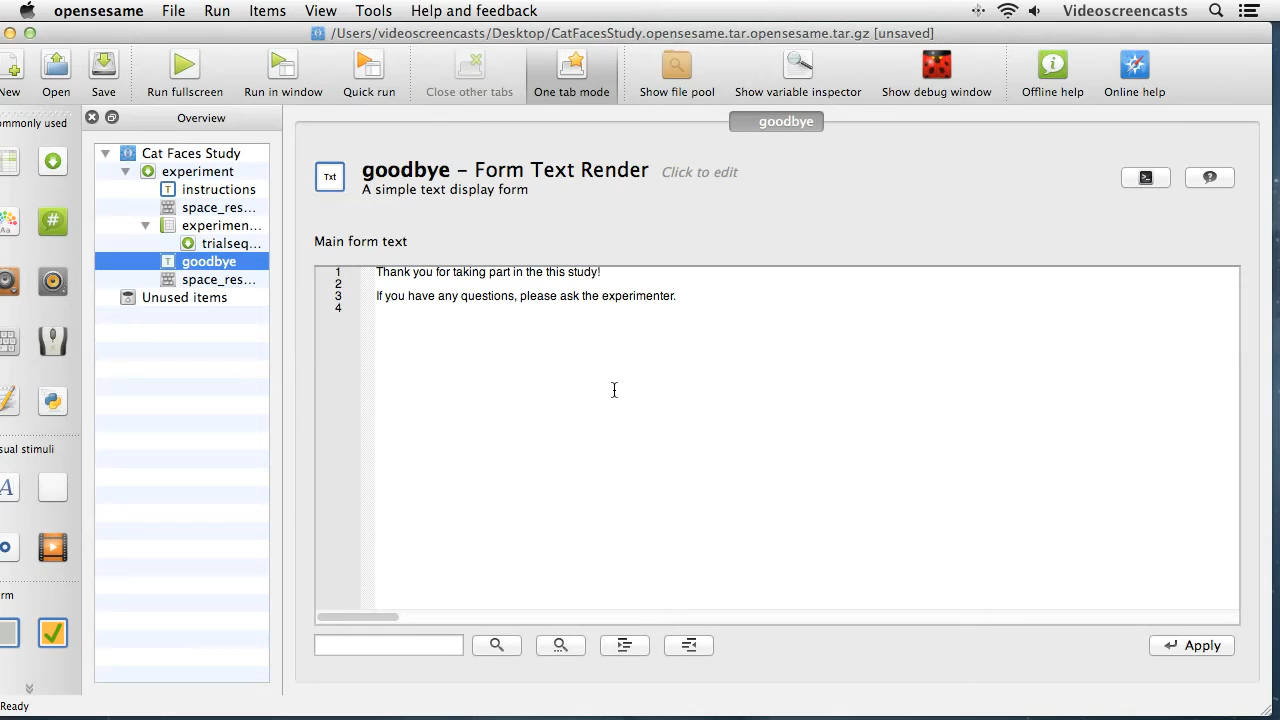 opensesame File Run Items View Tools Help and feedback Videoscreencasts
/Users/videoscreencasts/Desktop/CatFacesStudy.opensesame.tar.opensesame.tar.gz [unsaved]
New Open Save Run fullscreen Run in window Quick run Close other tabs One tab mode Show file pool Show variable inspector Show debug window Offline help Online help
ommonly used
Overview
goodbye
Cat Faces Study
experiment
instructions
space_res...
experimen...
trialseq...
goodbye
space_res...
Unused items
Aa
#
sual stimuli
A
rm
Txt
goodbye – Form Text Render Click to edit
A simple text display form
Main form text
1 Thank you for taking part in the this study!
2
3 If you have any questions, please ask the experimenter.
4
Apply
Ready